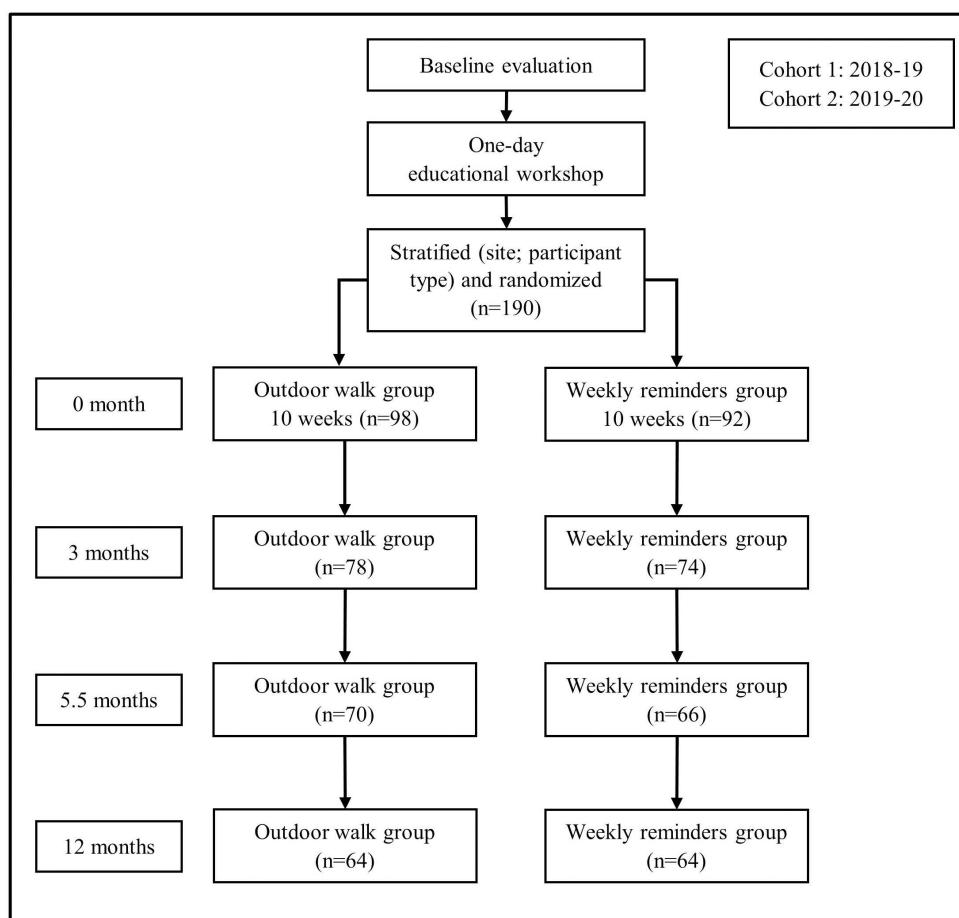 Baseline evaluation
Cohort 1: 2018-19
Cohort 2: 2019-20
One-day
educational workshop
Stratified (site; participant
type) and randomized
(n=190)
0 month
Outdoor walk group
10 weeks (n=98)
Weekly reminders group
10 weeks (n=92)
3 months
Outdoor walk group
(n=78)
Weekly reminders group
(n=74)
5.5 months
Outdoor walk group
(n=70)
Weekly reminders group
(n=66)
12 months
Outdoor walk group
(n=64)
Weekly reminders group
(n=64)